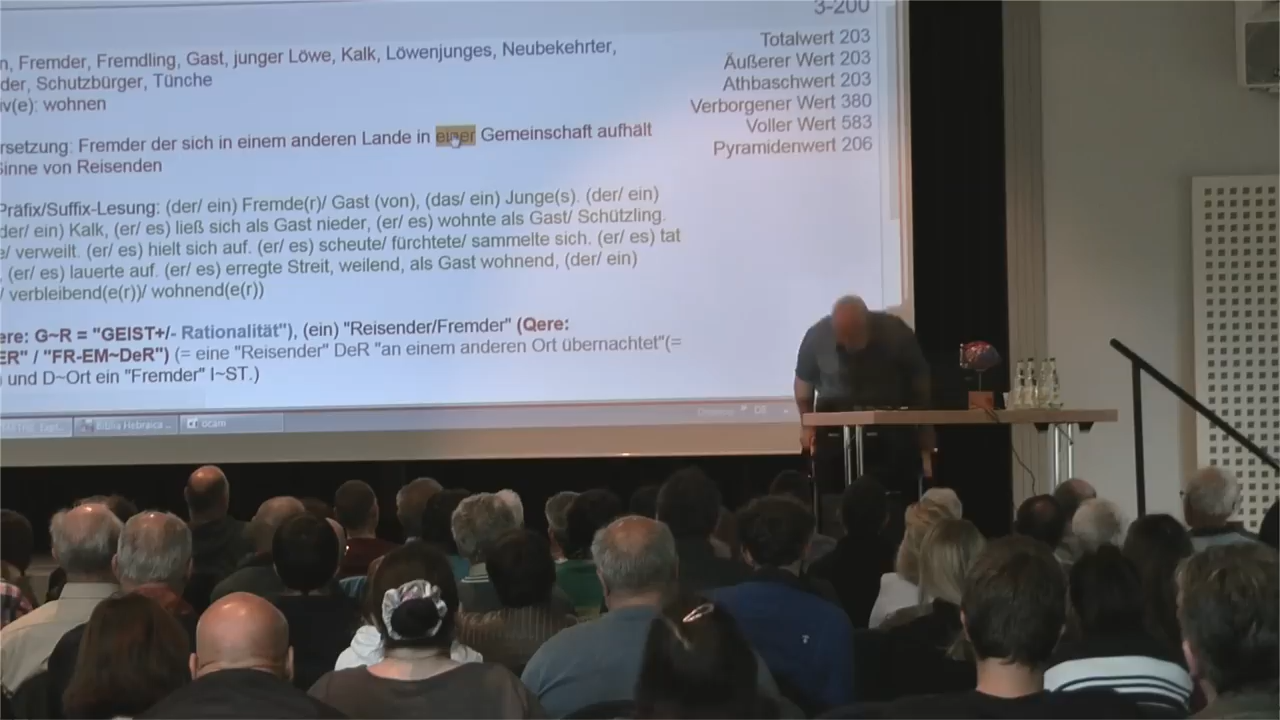 3-200
n, Fremder, Fremdling, Gast, junger Löwe, Kalk, Löwenjunges, Neubekehrter,
der, Schutzbürger, Tünche
iv(e): wohnen
rsetzung: Fremder der sich in einem anderen Lande in einer Gemeinschaft aufhält
Sinne von Reisenden
Totalwert 203
Äußerer Wert 203
Athbaschwert 203
Verborgener Wert 380
Voller Wert 583
Pyramidenwert 206
Präfix/Suffix-Lesung: (der/ ein) Fremde(r)/ Gast (von), (das/ ein) Junge(s). (der/ ein)
der/ ein) Kalk, (er/ es) ließ sich als Gast nieder, (er/ es) wohnte als Gast/ Schützling.
e/ verweilt. (er/ es) hielt sich auf. (er/ es) scheute/ fürchtete/ sammelte sich. (er/ es) tat
, (er/ es) lauerte auf. (er/ es) erregte Streit, weilend, als Gast wohnend, (der/ ein)
/ verbleibend(e(r))/ wohnend(e(r))
ere: G~R = "GEIST+/- Rationalität"), (ein) "Reisender/Fremder" (Qere:
ER" / "FR-EM~DeR") (= eine "Reisender" DeR "an einem anderen Ort übernachtet"(=
und D~Ort ein "Fremder" I~ST.)
Biblia Hebraica ...
ocam